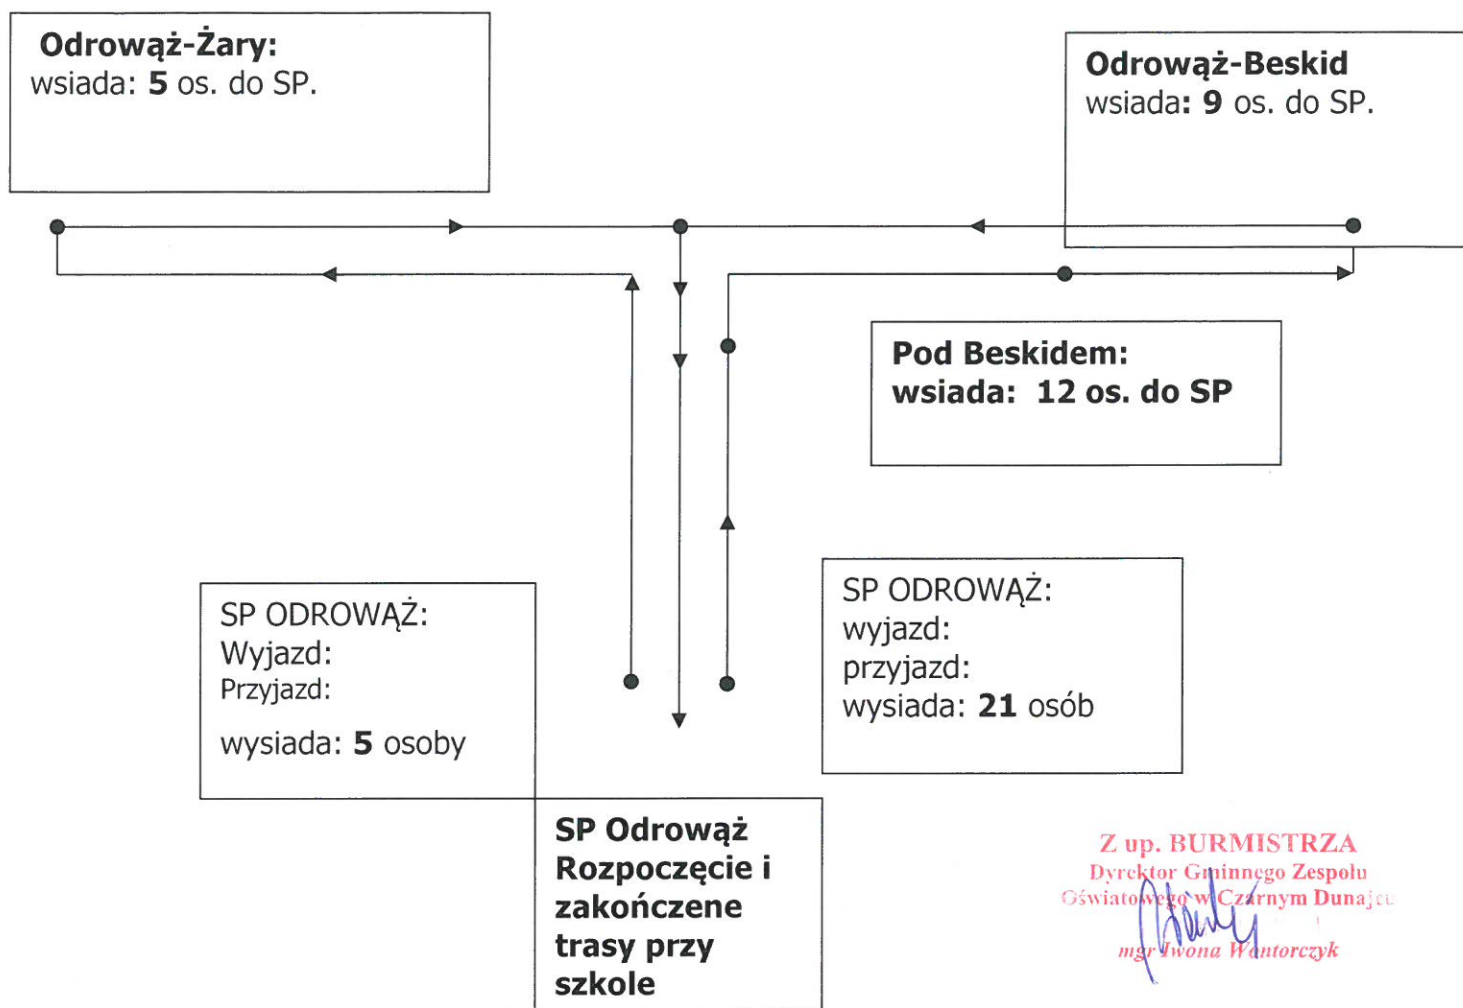 Odrowąż-Żary:
wsiada: 5 os. do SP.
Odrowąż-Beskid
wsiada: 9 os. do SP.
Pod Beskidem:
wsiada: 12 os. do SP
SP ODROWĄŻ:
Wyjazd:
Przyjazd:
wysiada: 5 osoby
SP ODROWĄŻ:
wyjazd:
przyjazd:
wysiada: 21 osób
SP Odrowąż
Rozpoczęcie i
zakończene
trasy przy
szkole
Z up. BURMISTRZA
Dyrektor Gminnego Zespołu
Oświatowego w Czarnym Dunajcu
mgr Iwona Wontorczyk